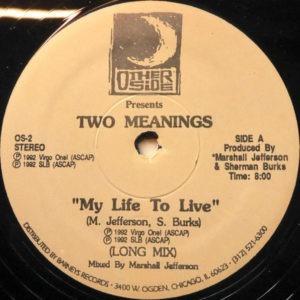 OTHER
SIDE
Presents
TWO MEANINGS
OS-2
STEREO
℗ 1992 Virgo One! (ASCAP)
℗ 1992 SLB (ASCAP)
SIDE A
Produced By
*Marshall Jefferson
& Sherman Burks
Time: 8:00
"My Life To Live"
(M. Jefferson, S. Burks)
℗ 1992 Virgo One! (ASCAP)
℗ 1992 SLB (ASCAP)
(LONG MIX)
Mixed By Marshall Jefferson
DISTRIBUTED BY BARNEYS RECORDS • 3400 W. OGDEN, CHICAGO, IL 60623 • (312) 521-6300